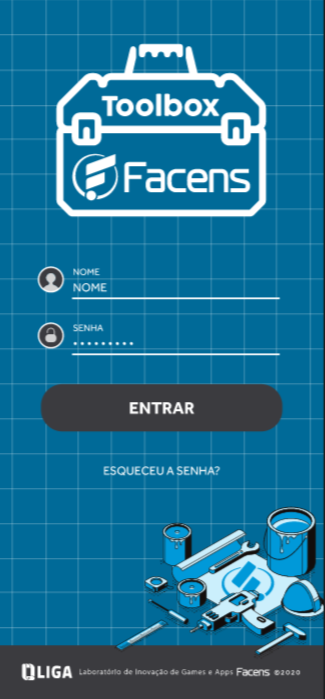 Toolbox
Facens
NOME
NOME
SENHA
•••••••••
ENTRAR
ESQUECEU A SENHA?
LIGA Laboratório de Inovação de Games e Apps Facens ©2020